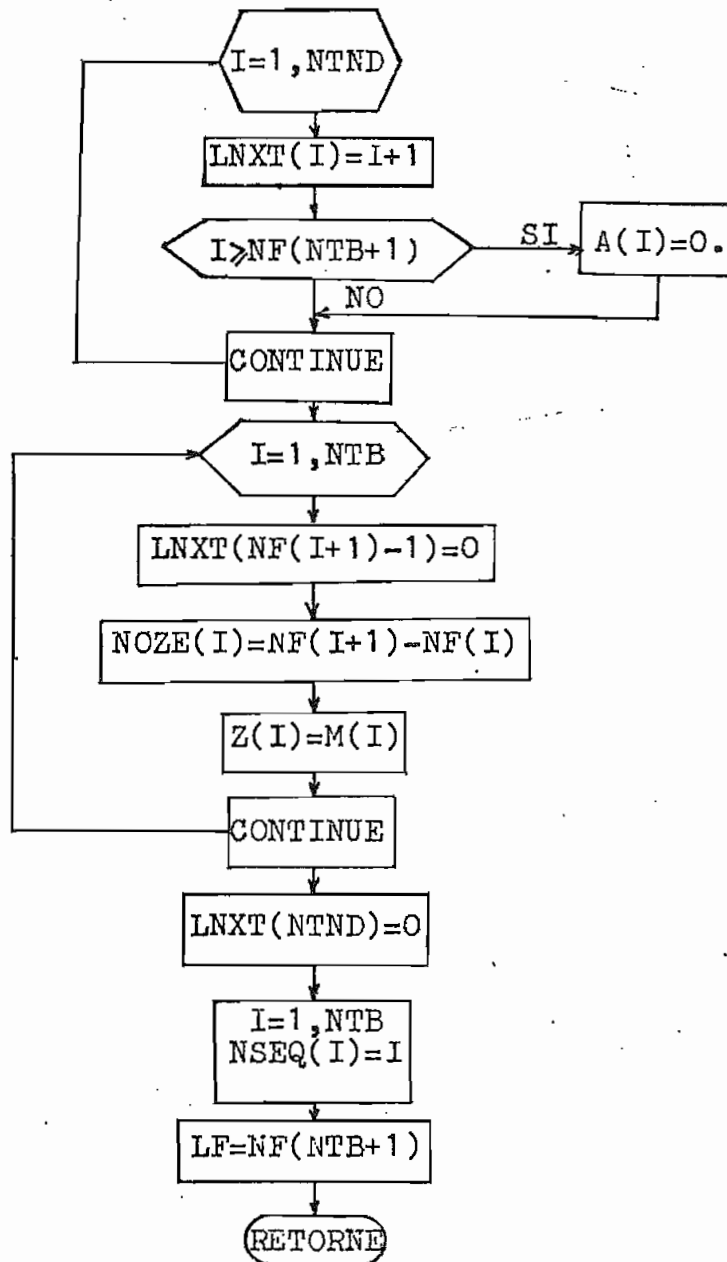 I=1,NTND
LNXT(I)=I+1
I≥NF(NTB+1)
SI
A(I)=0.
NO
CONTINUE
I=1,NTB
LNXT(NF(I+1)-1)=0
NOZE(I)=NF(I+1)-NF(I)
Z(I)=M(I)
CONTINUE
LNXT(NTND)=0
I=1,NTB
NSEQ(I)=I
LF=NF(NTB+1)
RETORNE